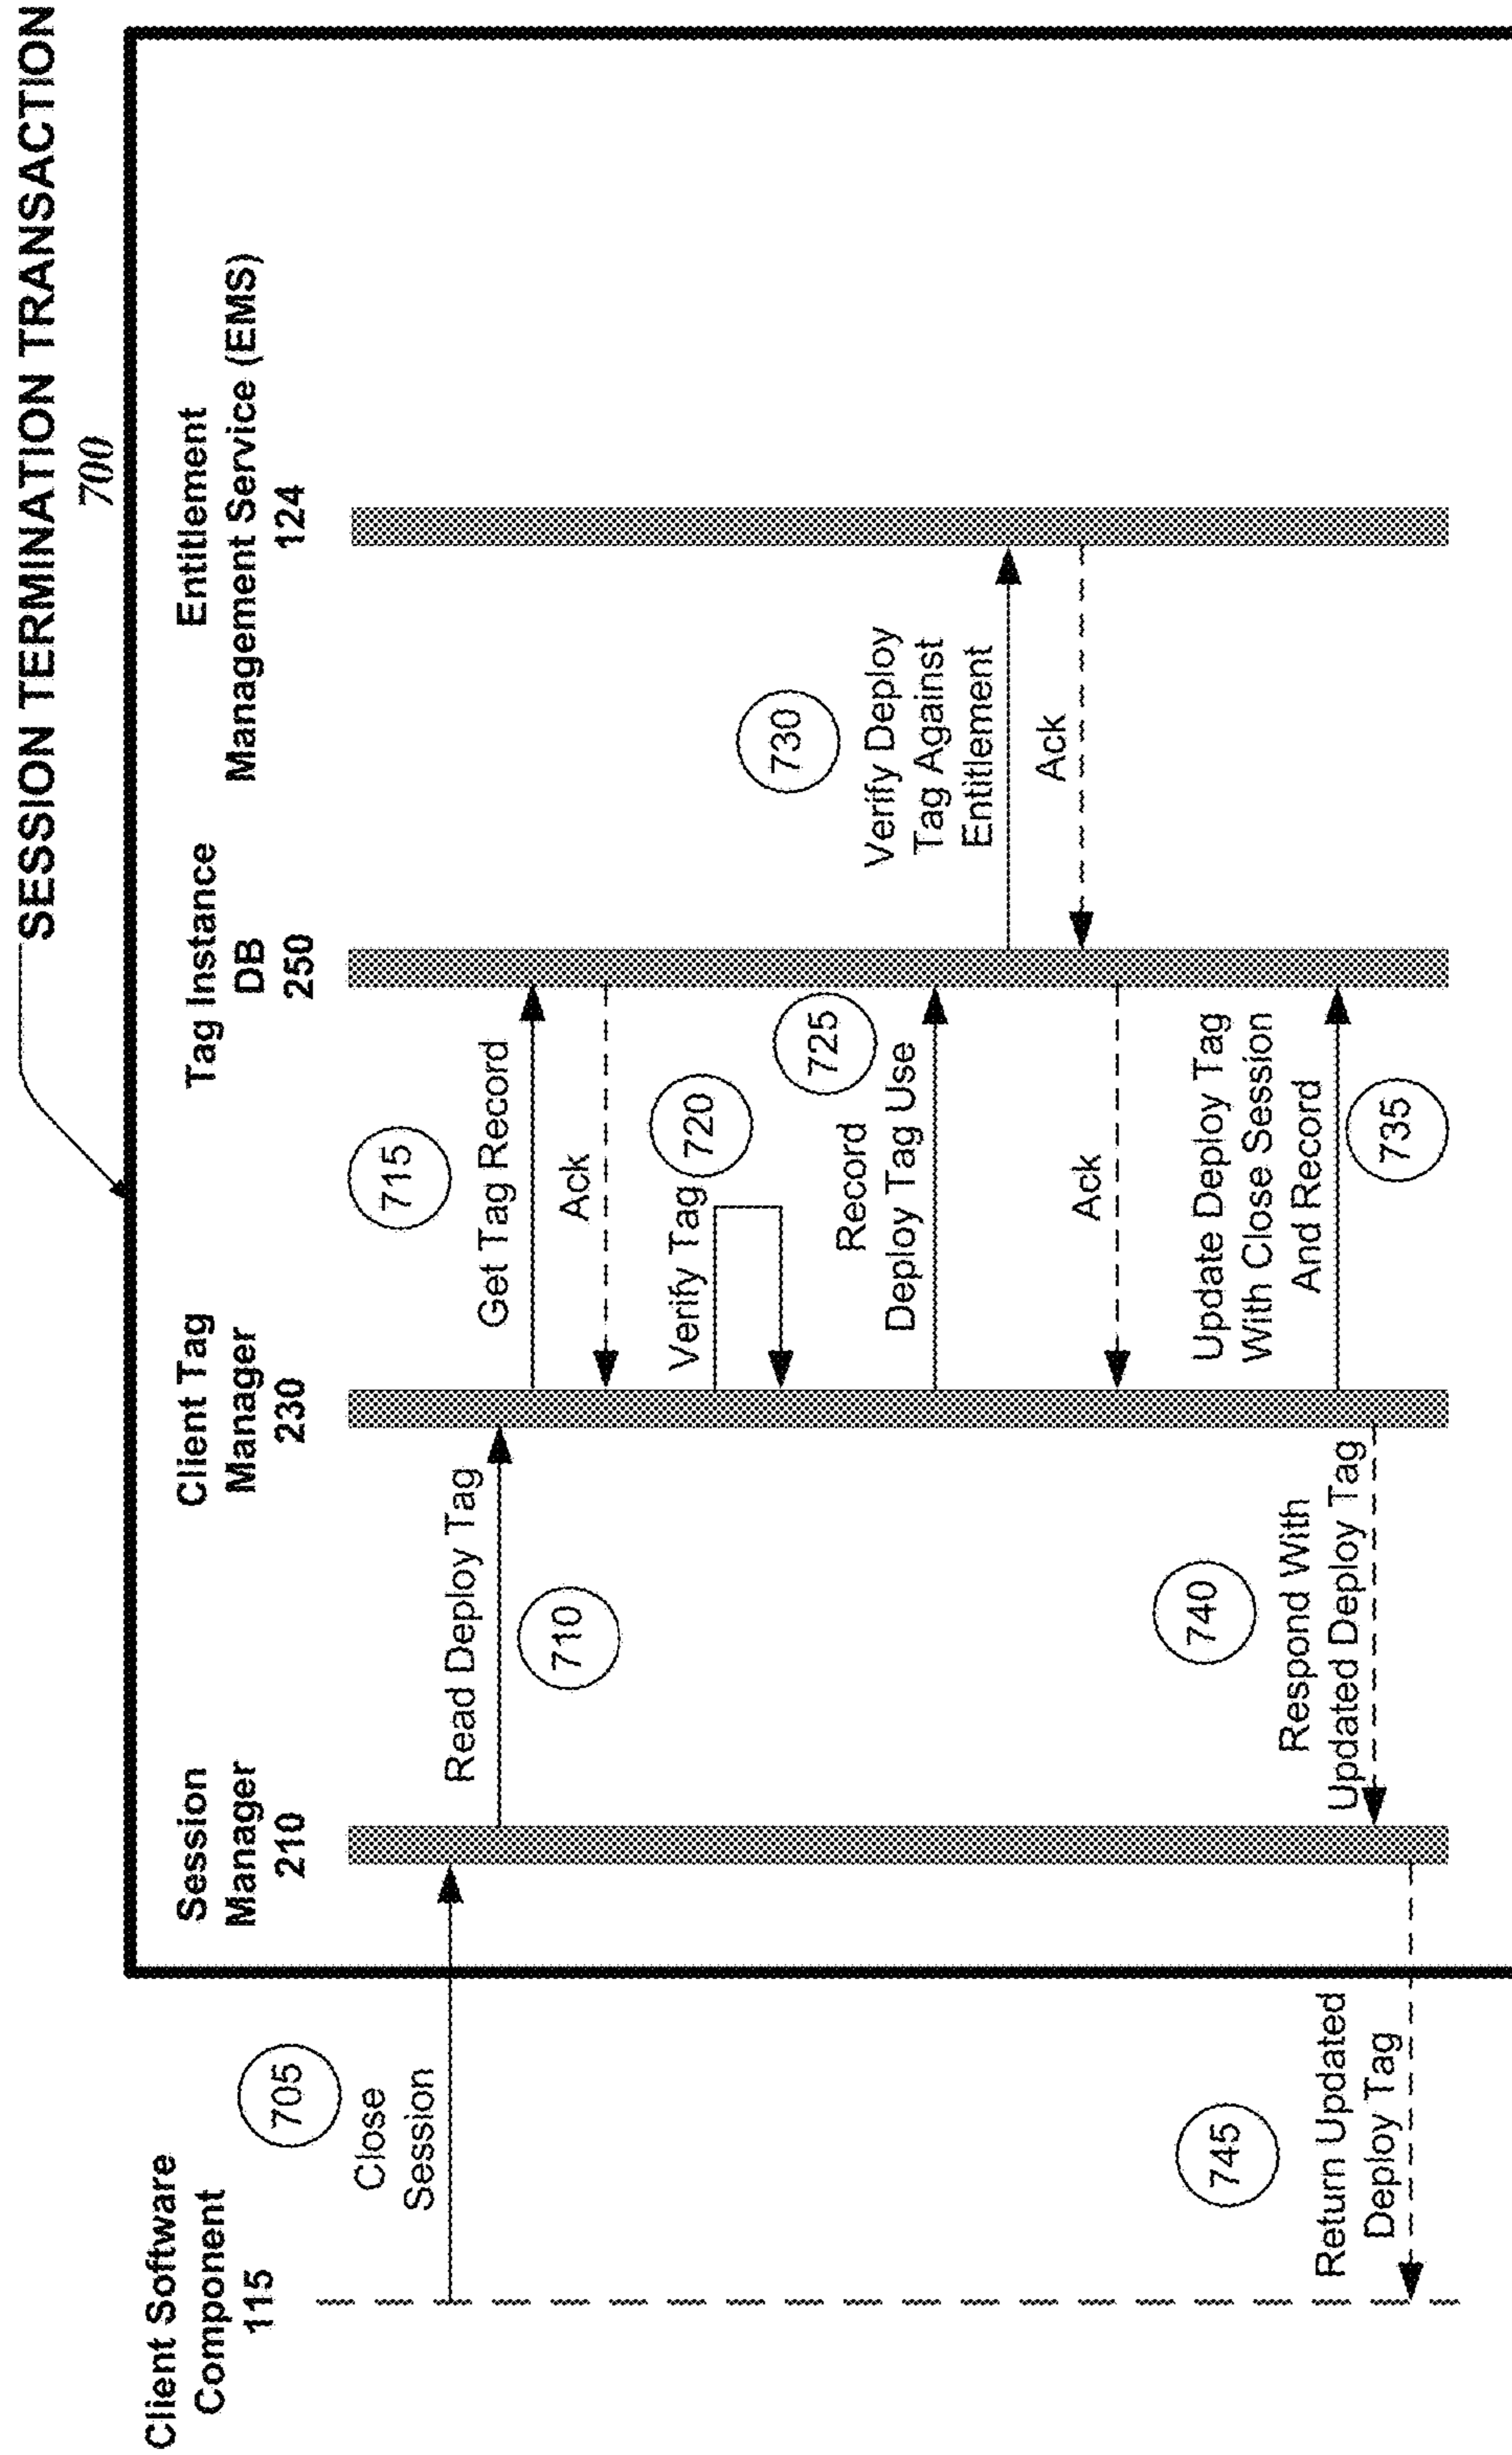 SESSION TERMINATION TRANSACTION
700
Client Software
Component
115
Session
Manager
210
Client Tag
Manager
230
Tag Instance
DB
250
Entitlement
Management Service (EMS)
124
705
Close
Session
Read Deploy Tag
710
715
Get Tag Record
Ack
Verify Tag
720
725
Record
Deploy Tag Use
730
Verify Deploy
Tag Against
Entitlement
Ack
Ack
Update Deploy Tag
With Close Session
And Record
735
740
Respond With
Updated Deploy Tag
745
Return Updated
Deploy Tag